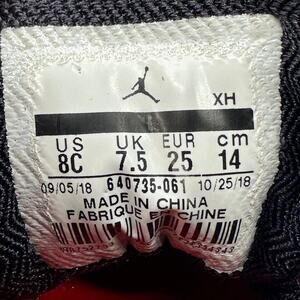 XH
US UK EUR cm
8C 7.5 25 14
09/05/18 640735-061 10/25/18
MADE IN CHINA
FABRIQUE EN CHINE